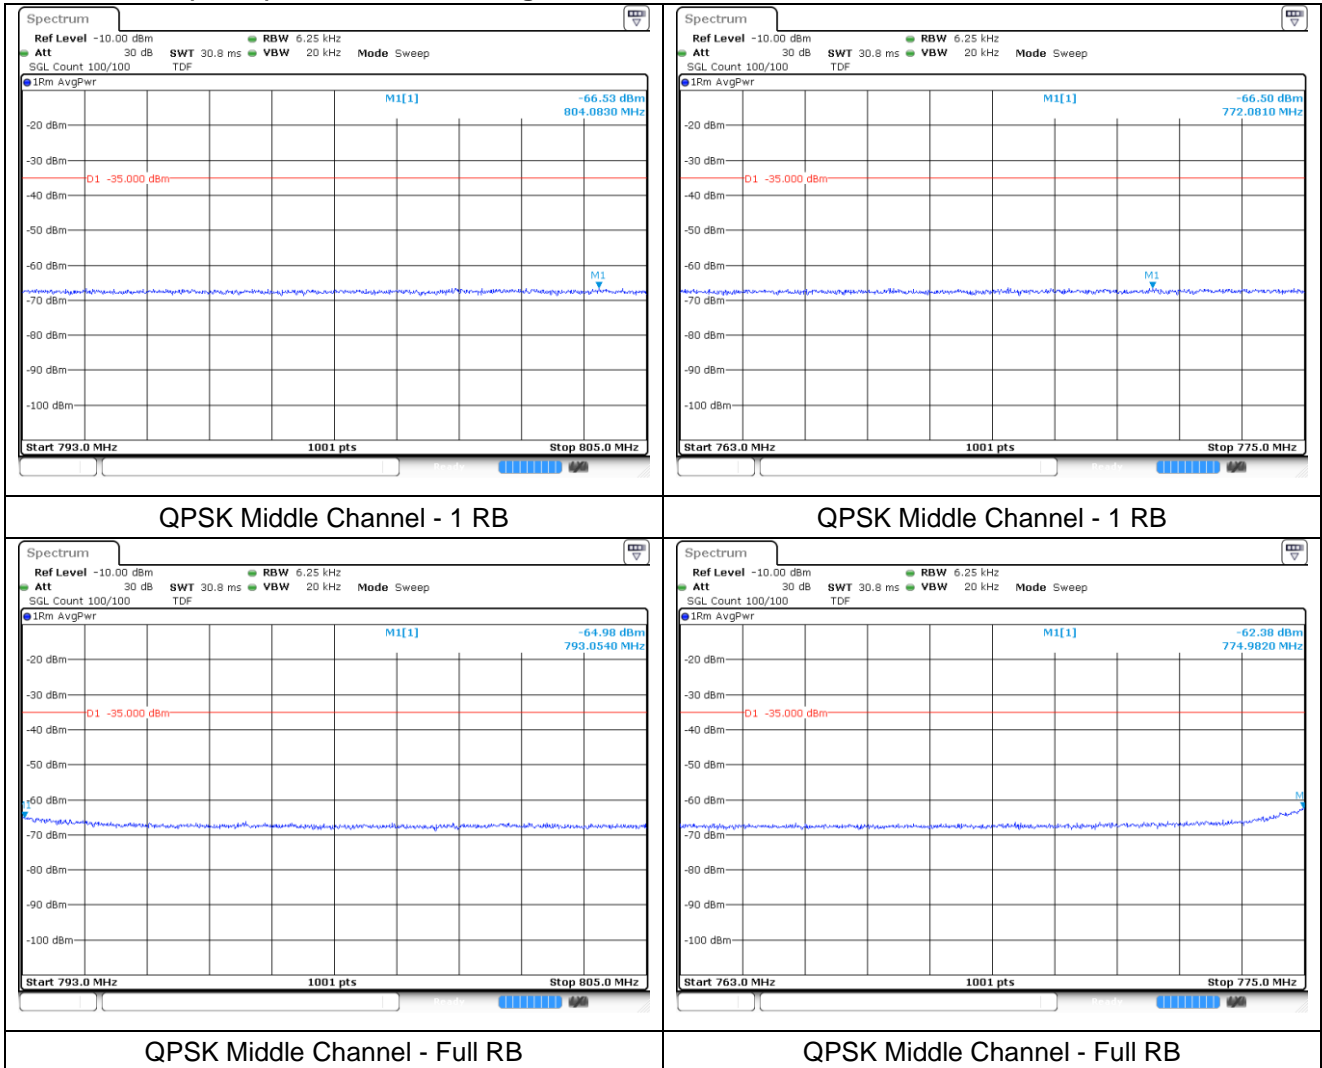 Spectrum
Ref Level -10.00 dBm RBW 6.25 kHz
Att 30 dB SWT 30.8 ms VBW 20 kHz Mode Sweep
SGL Count 100/100 TDF
1Rm AvgPwr
M1[1] -66.53 dBm
804.0830 MHz
-20 dBm
-30 dBm
D1 -35.000 dBm
-40 dBm
-50 dBm
-60 dBm
M1
-70 dBm
-80 dBm
-90 dBm
-100 dBm
Start 793.0 MHz 1001 pts Stop 805.0 MHz
QPSK Middle Channel - 1 RB
Spectrum
Ref Level -10.00 dBm RBW 6.25 kHz
Att 30 dB SWT 30.8 ms VBW 20 kHz Mode Sweep
SGL Count 100/100 TDF
1Rm AvgPwr
M1[1] -66.50 dBm
772.0810 MHz
-20 dBm
-30 dBm
D1 -35.000 dBm
-40 dBm
-50 dBm
-60 dBm
M1
-70 dBm
-80 dBm
-90 dBm
-100 dBm
Start 763.0 MHz 1001 pts Stop 775.0 MHz
QPSK Middle Channel - 1 RB
Spectrum
Ref Level -10.00 dBm RBW 6.25 kHz
Att 30 dB SWT 30.8 ms VBW 20 kHz Mode Sweep
SGL Count 100/100 TDF
1Rm AvgPwr
M1[1] -64.98 dBm
793.0540 MHz
-20 dBm
-30 dBm
D1 -35.000 dBm
-40 dBm
-50 dBm
-60 dBm
-70 dBm
-80 dBm
-90 dBm
-100 dBm
Start 793.0 MHz 1001 pts Stop 805.0 MHz
QPSK Middle Channel - Full RB
Spectrum
Ref Level -10.00 dBm RBW 6.25 kHz
Att 30 dB SWT 30.8 ms VBW 20 kHz Mode Sweep
SGL Count 100/100 TDF
1Rm AvgPwr
M1[1] -62.38 dBm
774.9820 MHz
-20 dBm
-30 dBm
D1 -35.000 dBm
-40 dBm
-50 dBm
-60 dBm
M
-70 dBm
-80 dBm
-90 dBm
-100 dBm
Start 763.0 MHz 1001 pts Stop 775.0 MHz
QPSK Middle Channel - Full RB